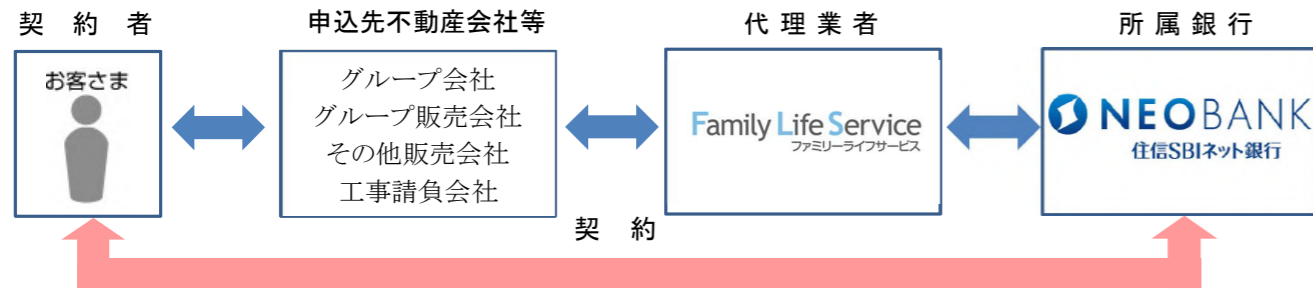 契約者
申込先不動産会社等
代理業者
所属銀行
お客さま
グループ会社
グループ販売会社
その他販売会社
工事請負会社
Family Life Service
ファミリーライフサービス
NEOBANK
住信SBIネット銀行
契約